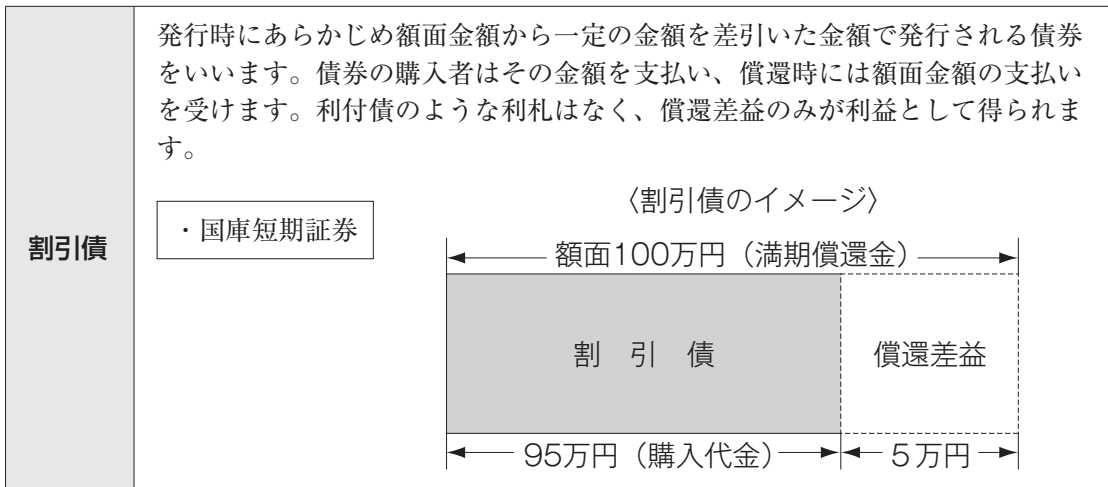 割引債
発行時にあらかじめ額面金額から一定の金額を差引いた金額で発行される債券
をいいます。債券の購入者はその金額を支払い、償還時には額面金額の支払い
を受けます。利付債のような利札はなく、償還差益のみが利益として得られま
す。
・国庫短期証券
〈割引債のイメージ〉
額面100万円（満期償還金）
割　引　債
償還差益
95万円（購入代金）
5万円